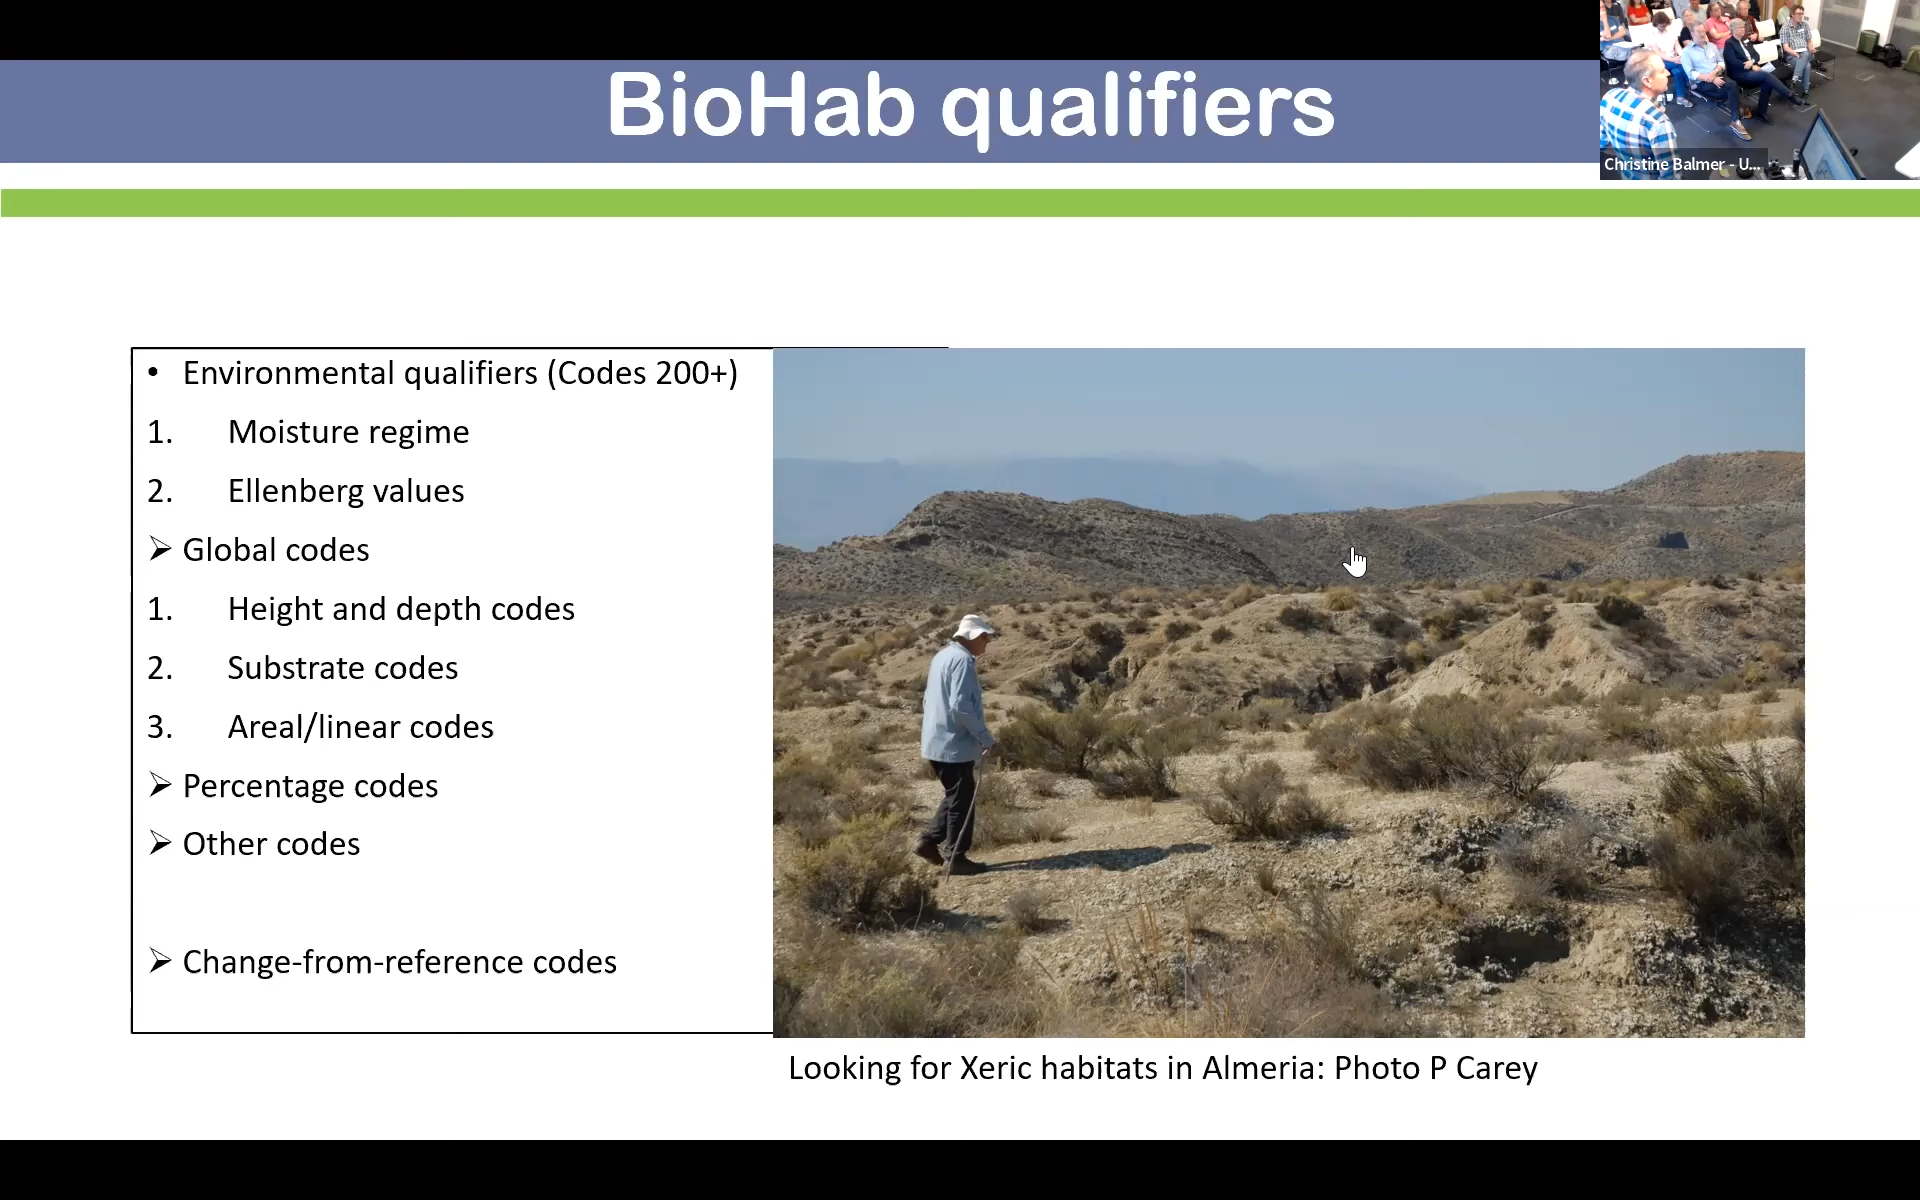 BioHab qualifiers
Christine Balmer - U...
• Environmental qualifiers (Codes 200+)
1. Moisture regime
2. Ellenberg values
➢ Global codes
1. Height and depth codes
2. Substrate codes
3. Areal/linear codes
➢ Percentage codes
➢ Other codes
➢ Change-from-reference codes
Looking for Xeric habitats in Almeria: Photo P Carey